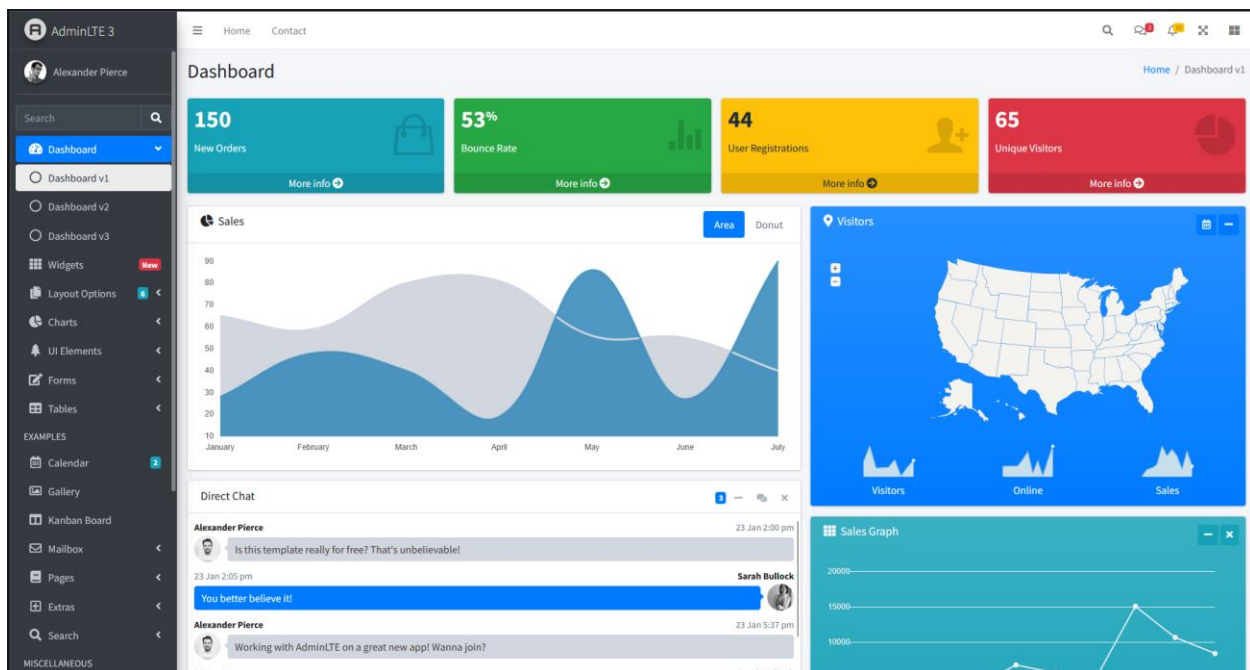 AdminLTE 3
Home Contact
3
15
Alexander Pierce
Dashboard
Home / Dashboard v1
Search
Dashboard
Dashboard v1
Dashboard v2
Dashboard v3
Widgets New
Layout Options 6
Charts
UI Elements
Forms
Tables
EXAMPLES
Calendar 2
Gallery
Kanban Board
Mailbox
Pages
Extras
Search
MISCELLANEOUS
150
New Orders
More info
53%
Bounce Rate
More info
44
User Registrations
More info
65
Unique Visitors
More info
Sales
Area Donut
90
80
70
60
50
40
30
20
10
January February March April May June July
Visitors
+
−
Visitors Online Sales
Direct Chat
3
Alexander Pierce 23 Jan 2:00 pm
Is this template really for free? That's unbelievable!
23 Jan 2:05 pm Sarah Bullock
You better believe it!
Alexander Pierce 23 Jan 5:37 pm
Working with AdminLTE on a great new app! Wanna join?
Sales Graph
20000
15000
10000